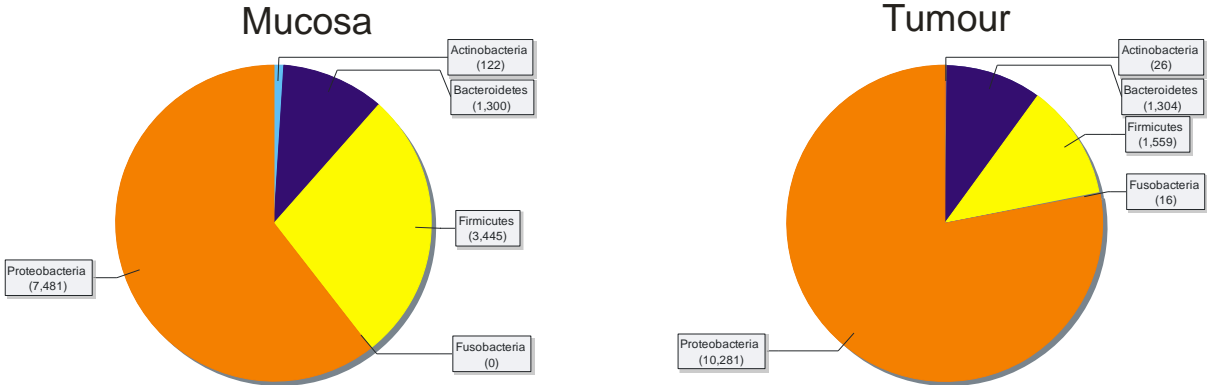 Mucosa
Actinobacteria
(122)
Bacteroidetes
(1,300)
Firmicutes
(3,445)
Proteobacteria
(7,481)
Fusobacteria
(0)
Tumour
Actinobacteria
(26)
Bacteroidetes
(1,304)
Firmicutes
(1,559)
Fusobacteria
(16)
Proteobacteria
(10,281)